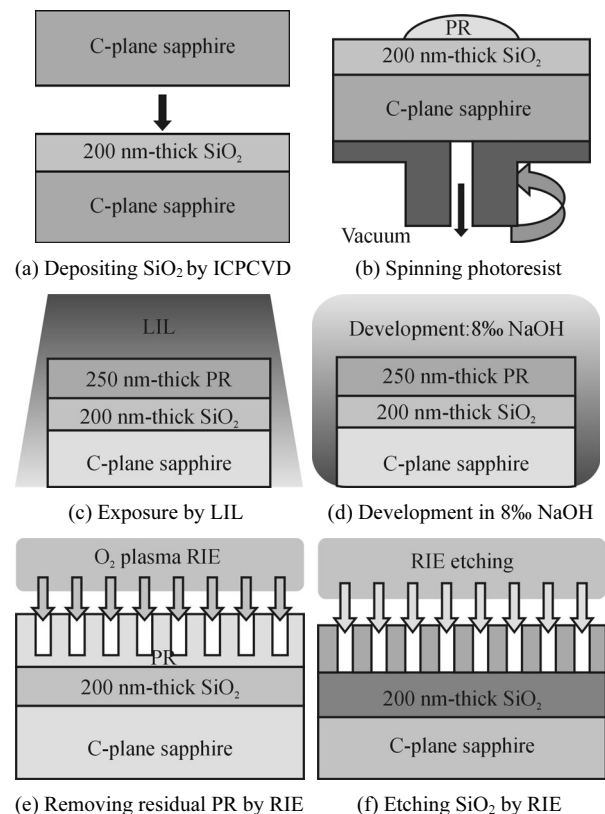 C-plane sapphire
200 nm-thick SiO₂
C-plane sapphire
(a) Depositing SiO₂ by ICPCVD
PR
200 nm-thick SiO₂
C-plane sapphire
Vacuum
(b) Spinning photoresist
LIL
250 nm-thick PR
200 nm-thick SiO₂
C-plane sapphire
(c) Exposure by LIL
Development:8‰ NaOH
250 nm-thick PR
200 nm-thick SiO₂
C-plane sapphire
(d) Development in 8‰ NaOH
O₂ plasma RIE
PR
200 nm-thick SiO₂
C-plane sapphire
(e) Removing residual PR by RIE
RIE etching
200 nm-thick SiO₂
C-plane sapphire
(f) Etching SiO₂ by RIE